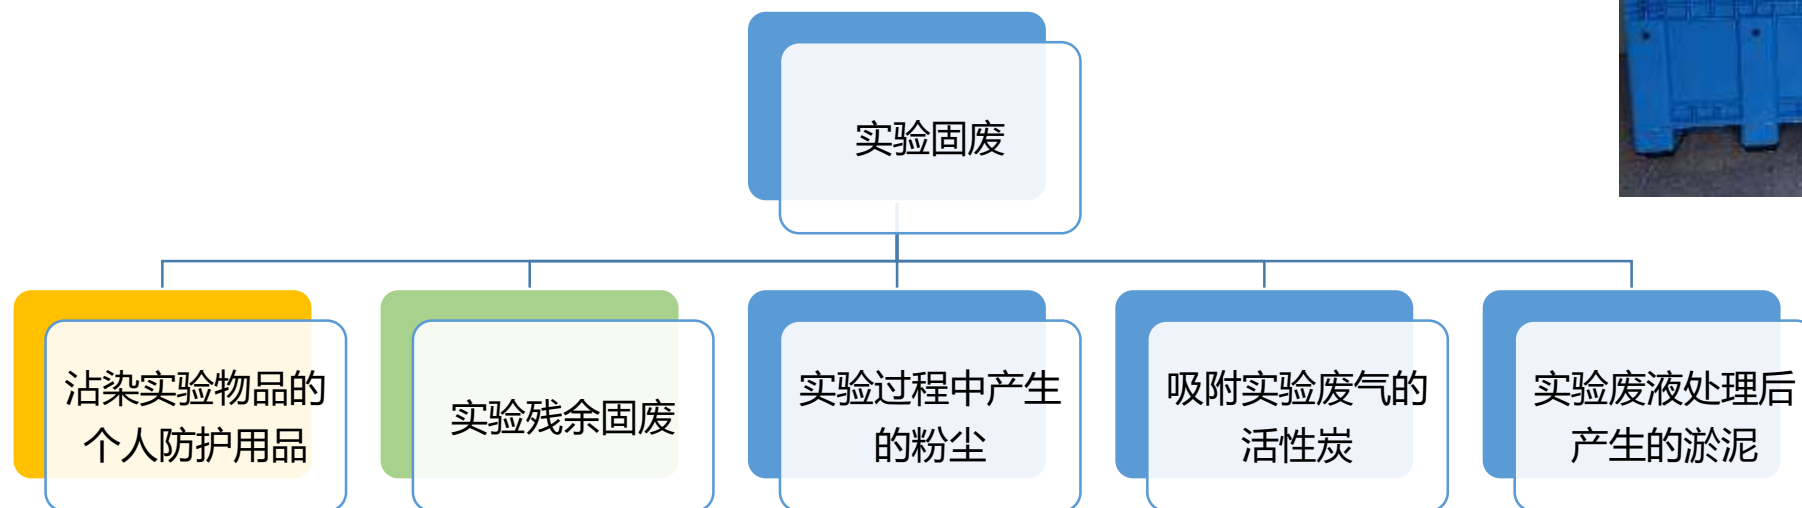 实验固废
沾染实验物品的
个人防护用品
实验残余固废
实验过程中产生
的粉尘
吸附实验废气的
活性炭
实验废液处理后
产生的淤泥